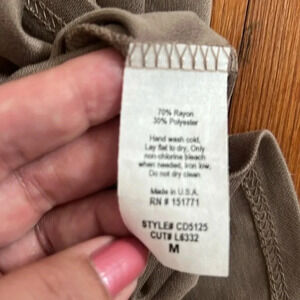 70% Rayon
30% Polyester
Hand wash cold,
Lay flat to dry, Only
non-chlorine bleach
when needed, iron low,
Do not dry clean
Made in U.S.A.
RN # 151771
STYLE# CD5125
CUT# L6332
M